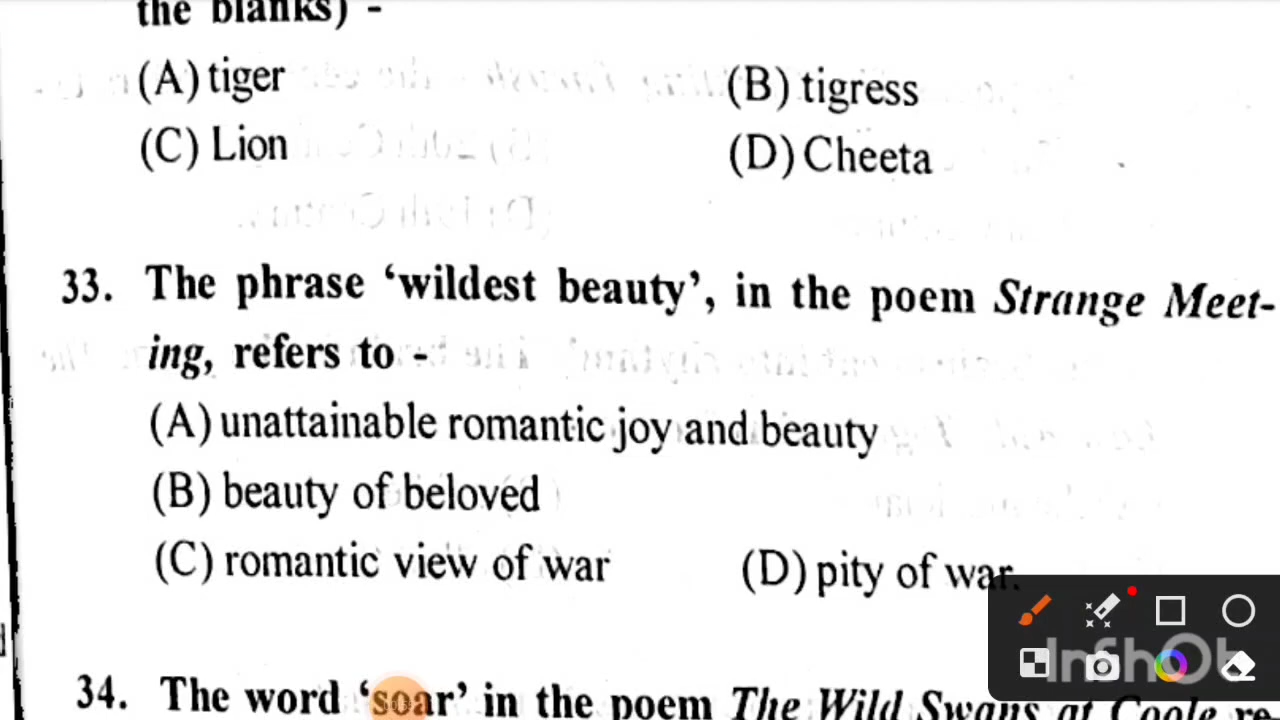 the blanks) -
(A) tiger (B) tigress
(C) Lion (D) Cheeta
33. The phrase ‘wildest beauty’, in the poem Strange Meet-
ing, refers to -
(A) unattainable romantic joy and beauty
(B) beauty of beloved
(C) romantic view of war (D) pity of war.
InShOt
34. The word ‘soar’ in the poem The Wild Swans at Coole re-